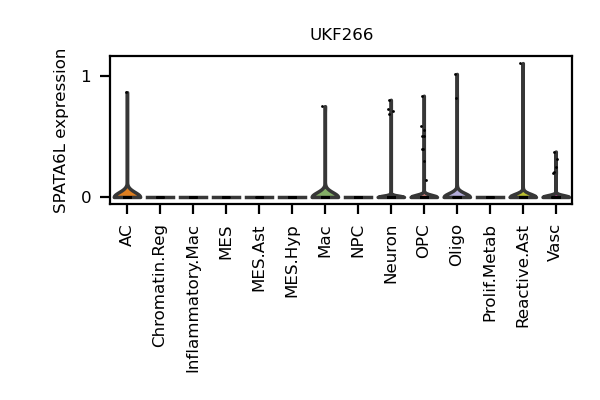 UKF266
SPATA6L expression
1
0
AC
Chromatin.Reg
Inflammatory.Mac
MES
MES.Ast
MES.Hyp
Mac
NPC
Neuron
OPC
Oligo
Prolif.Metab
Reactive.Ast
Vasc